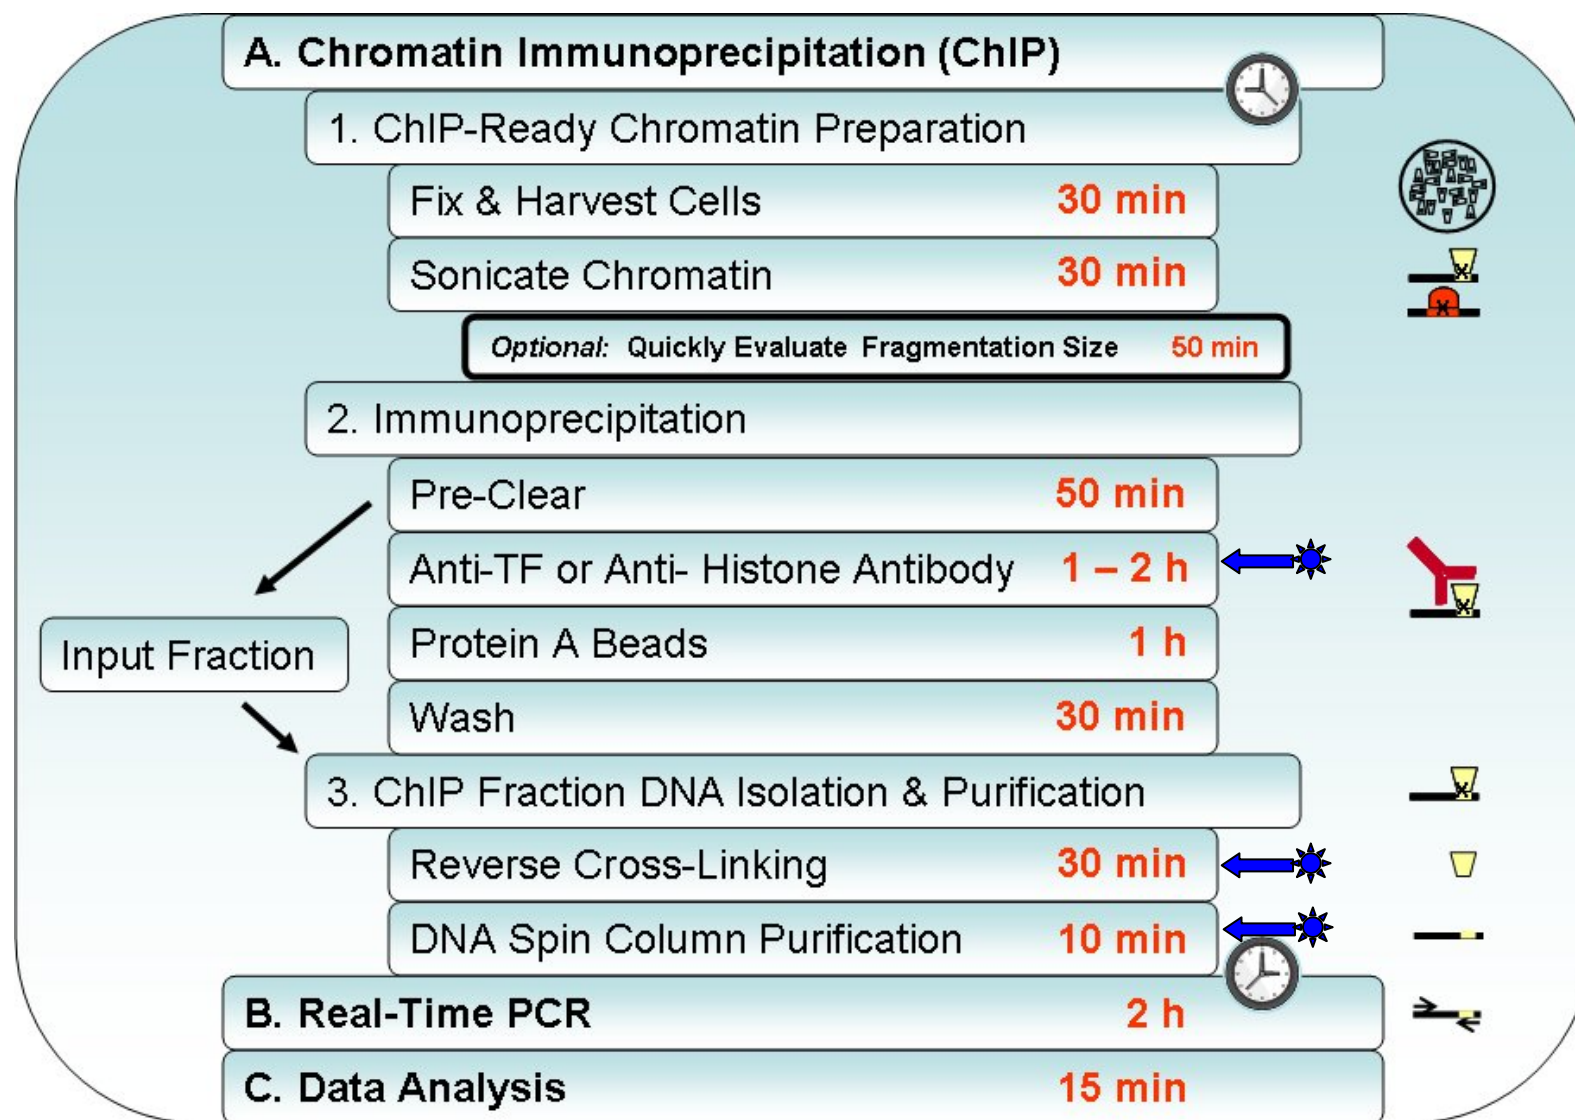 A. Chromatin Immunoprecipitation (ChIP)
1. ChIP-Ready Chromatin Preparation
Fix & Harvest Cells 30 min
Sonicate Chromatin 30 min
Optional: Quickly Evaluate Fragmentation Size 50 min
2. Immunoprecipitation
Pre-Clear 50 min
Anti-TF or Anti- Histone Antibody 1 – 2 h
Input Fraction
Protein A Beads 1 h
Wash 30 min
3. ChIP Fraction DNA Isolation & Purification
Reverse Cross-Linking 30 min
DNA Spin Column Purification 10 min
B. Real-Time PCR 2 h
C. Data Analysis 15 min